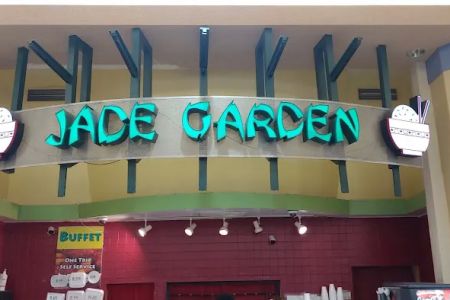 JADE GARDEN
BUFFET
ONE TRIP
SELF SERVICE